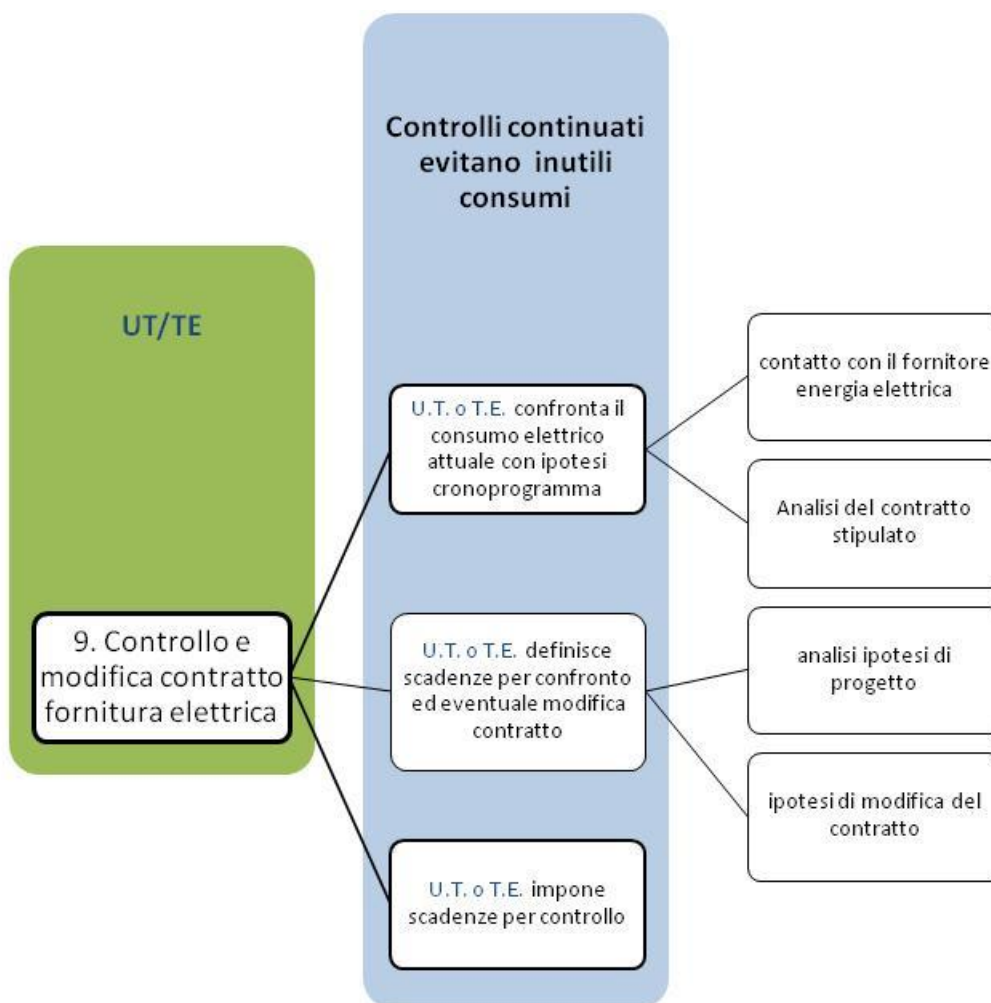 Controlli continuati
evitano inutili
consumi
UT/TE
9. Controllo e
modifica contratto
fornitura elettrica
U.T. o T.E. confronta il
consumo elettrico
attuale con ipotesi
cronoprogramma
contatto con il fornitore
energia elettrica
Analisi del contratto
stipulato
U.T. o T.E. definisce
scadenze per confronto
ed eventuale modifica
contratto
analisi ipotesi di
progetto
ipotesi di modifica del
contratto
U.T. o T.E. impone
scadenze per controllo